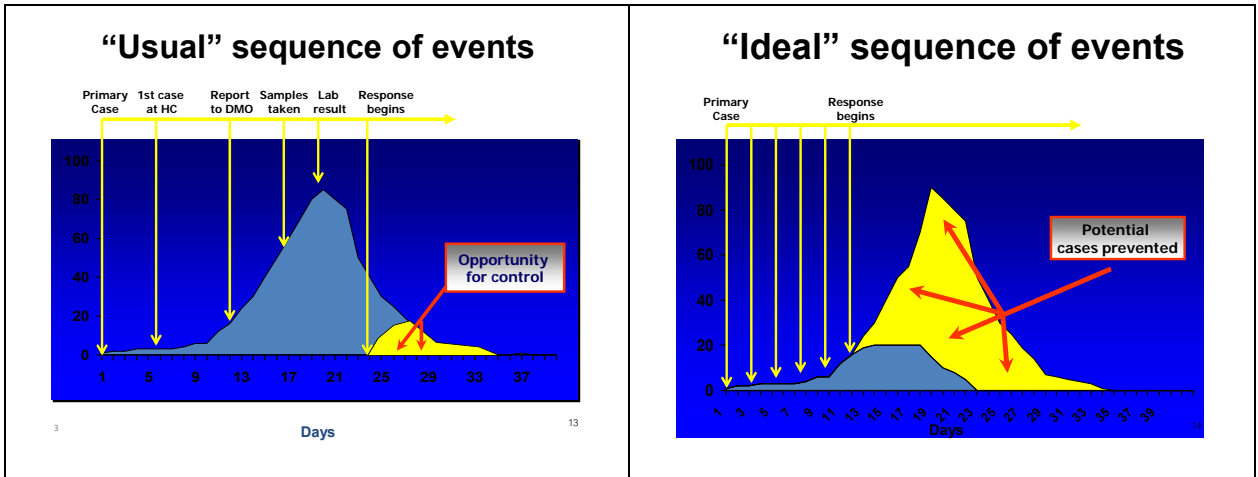 “Usual” sequence of events
Primary Case
1st case at HC
Report to DMO
Samples taken
Lab result
Response begins
100
80
60
40
20
0
Opportunity
for control
1 5 9 13 17 21 25 29 33 37
Days
3
13
“Ideal” sequence of events
Primary
Case
Response
begins
100
80
60
40
20
0
Potential
cases prevented
1 3 5 7 9 11 13 15 17 19 21 23 25 27 29 31 33 35 37 39
Days
14